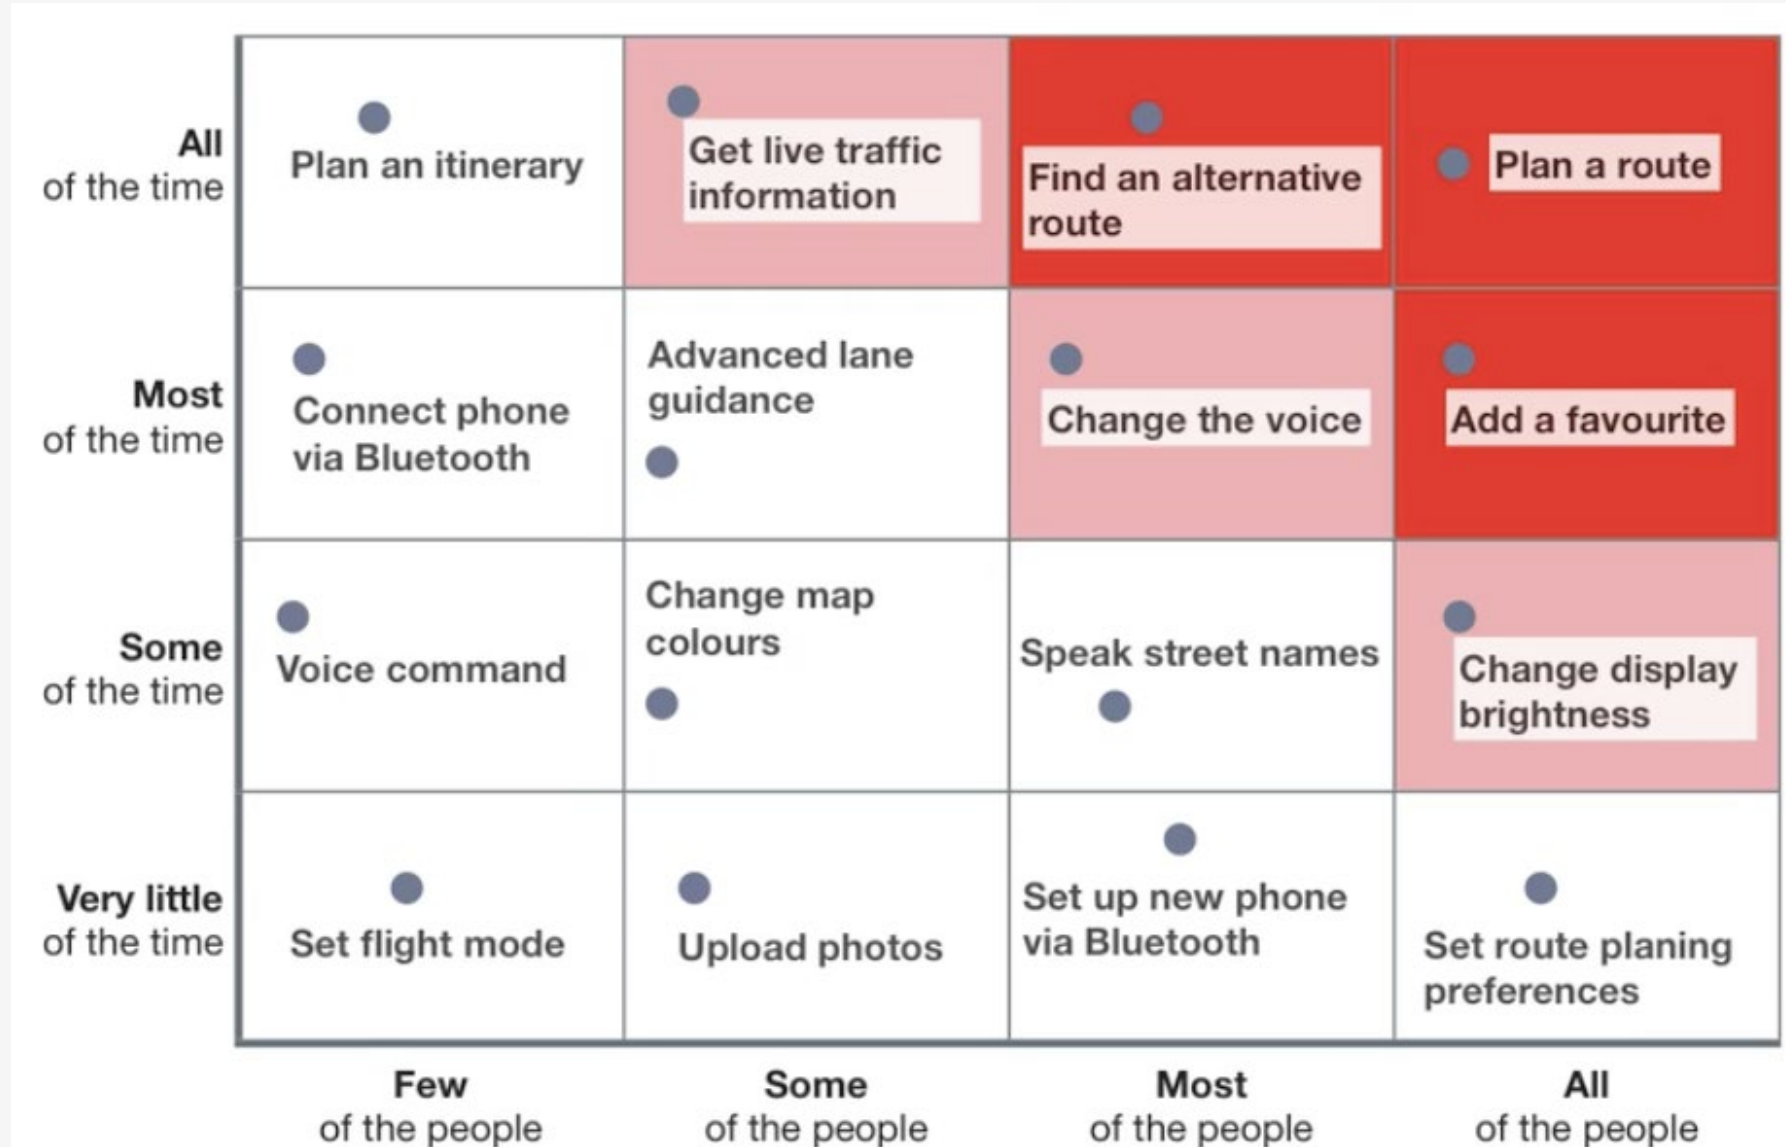 All
of the time
Plan an itinerary
Get live traffic
information
Find an alternative
route
Plan a route
Most
of the time
Connect phone
via Bluetooth
Advanced lane
guidance
Change the voice
Add a favourite
Some
of the time
Voice command
Change map
colours
Speak street names
Change display
brightness
Very little
of the time
Set flight mode
Upload photos
Set up new phone
via Bluetooth
Set route planing
preferences
Few
of the people
Some
of the people
Most
of the people
All
of the people